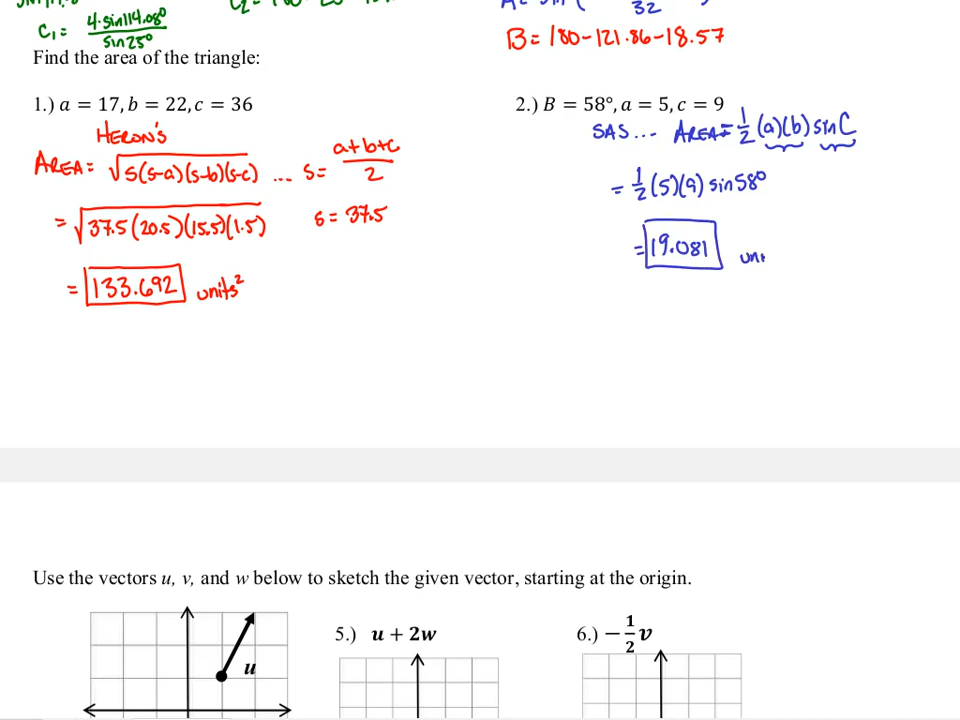 C₁ = 4·sin114.08° / sin25°
32
B = 180-121.86-18.57
Find the area of the triangle:
1.) a = 17, b = 22, c = 36
2.) B = 58°, a = 5, c = 9
HERON'S
SAS... AREA = 1/2 (a)(b) sinC
AREA = √s(s-a)(s-b)(s-c) ... s = a+b+c / 2
= 1/2 (5)(9) sin58°
= √37.5(20.5)(15.5)(1.5) s = 37.5
= 19.081 un
= 133.692 units²
Use the vectors u, v, and w below to sketch the given vector, starting at the origin.
5.) u + 2w
6.) -1/2 v
u